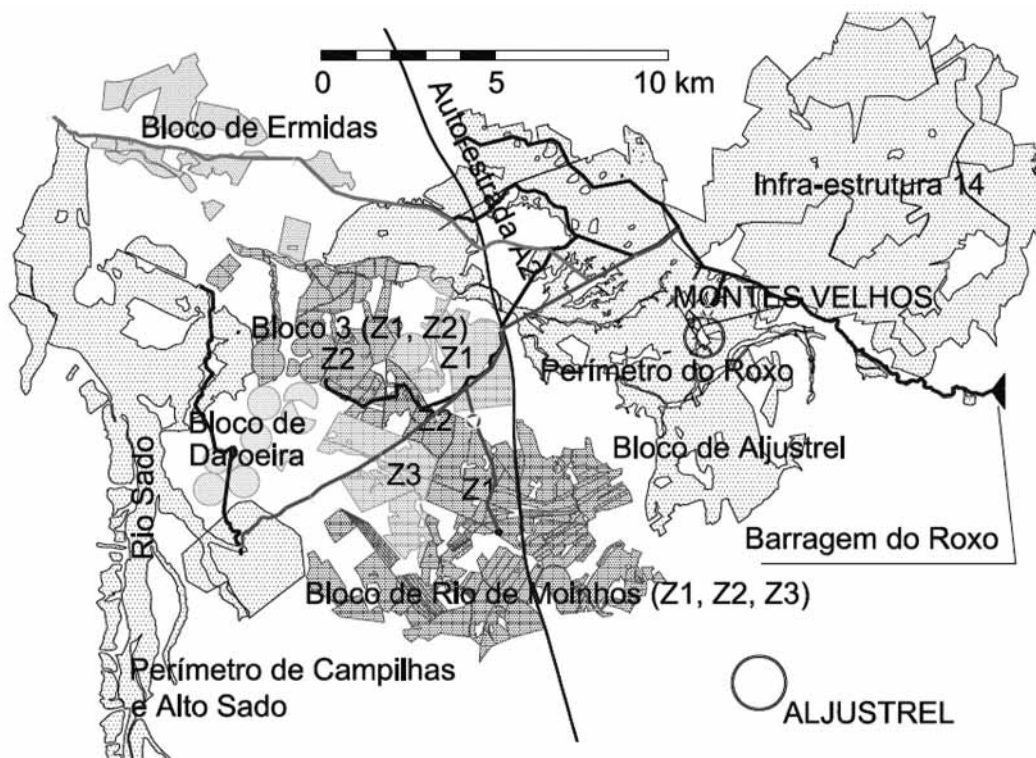 0 5 10 km
Bloco de Ermidas
Autorestrada A2
Infra-estrutura 14
MONTES VELHOS
Bloco 3 (Z1, Z2)
Z2
Z1
Perímetro do Roxo
Bloco de
Daroeira
Z2
Bloco de Aljustrel
Z3
Z1
Rio Sado
Barragem do Roxo
Bloco de Rio de Moinhos (Z1, Z2, Z3)
Perímetro de Campilhas
e Alto Sado
ALJUSTREL